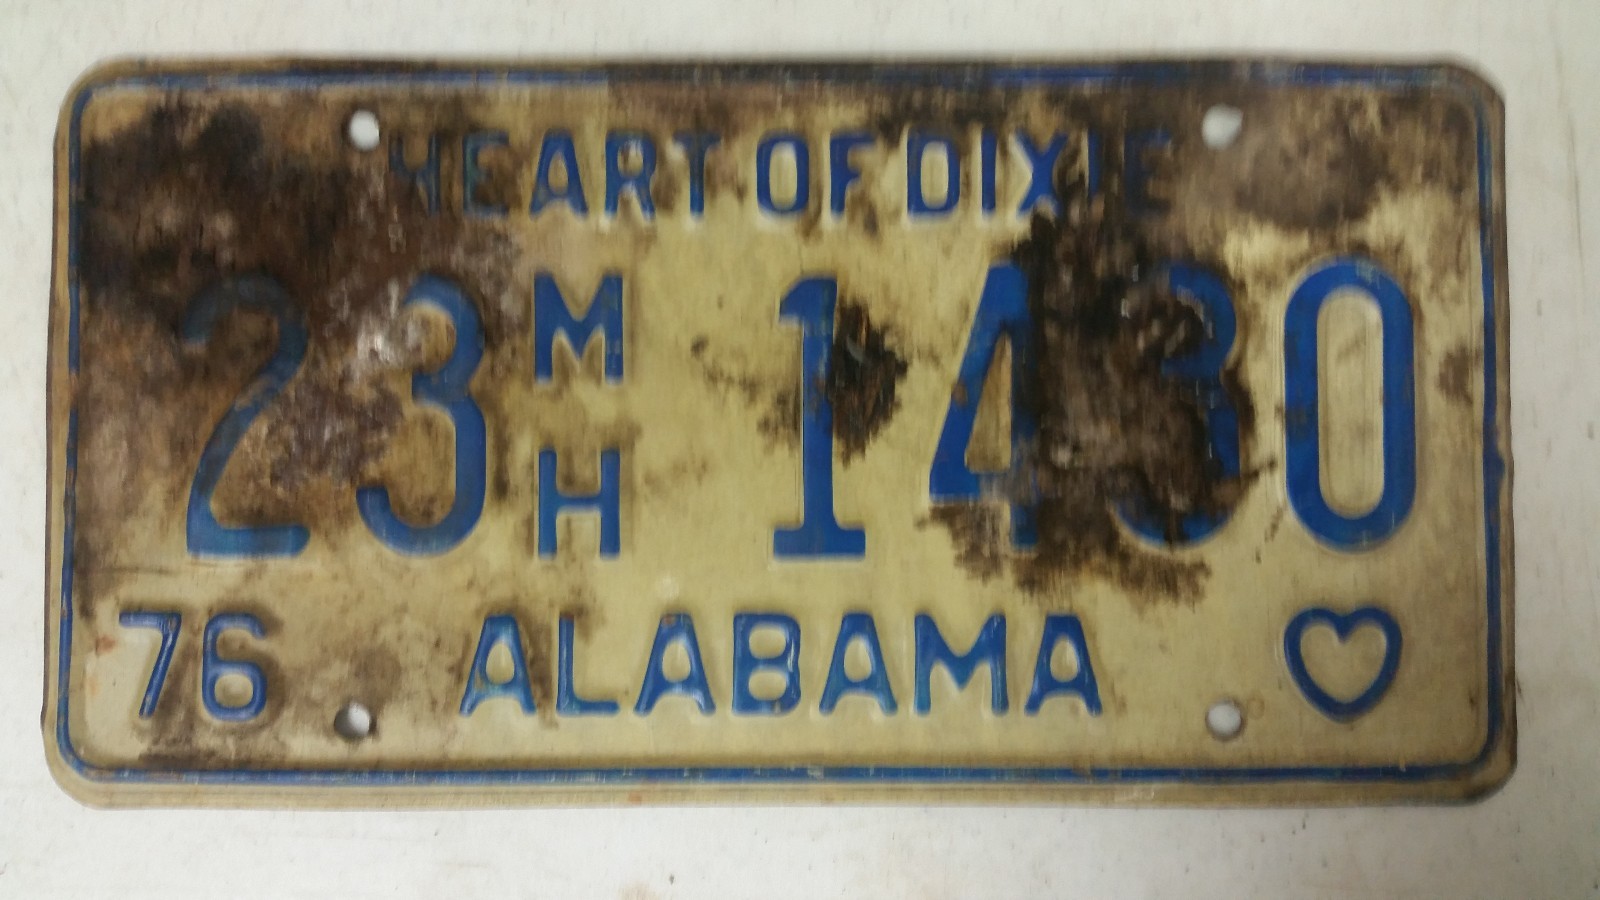 HEART OF DIXIE
23 MH 1430
76 ALABAMA